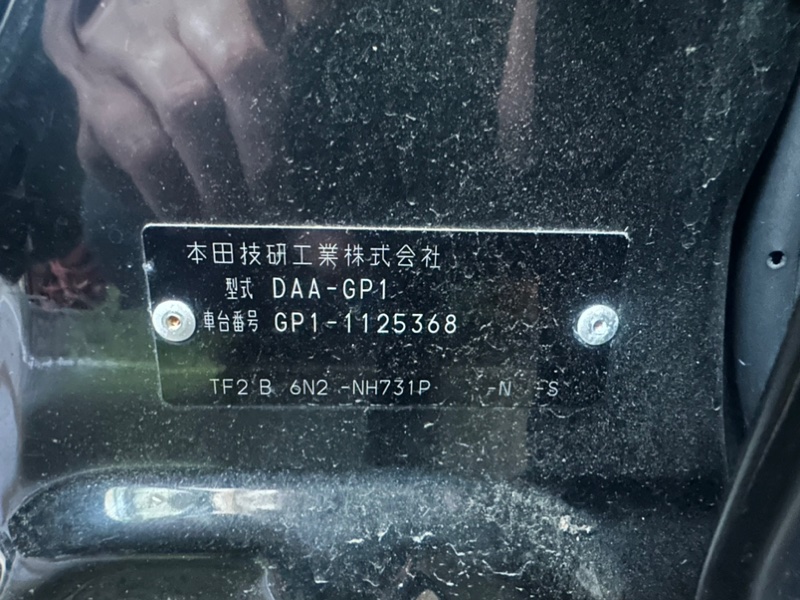 本田技研工業株式会社
型式 DAA-GP1
車台番号 GP1-1125368
TF2 B 6N2 -NH731P -N -S